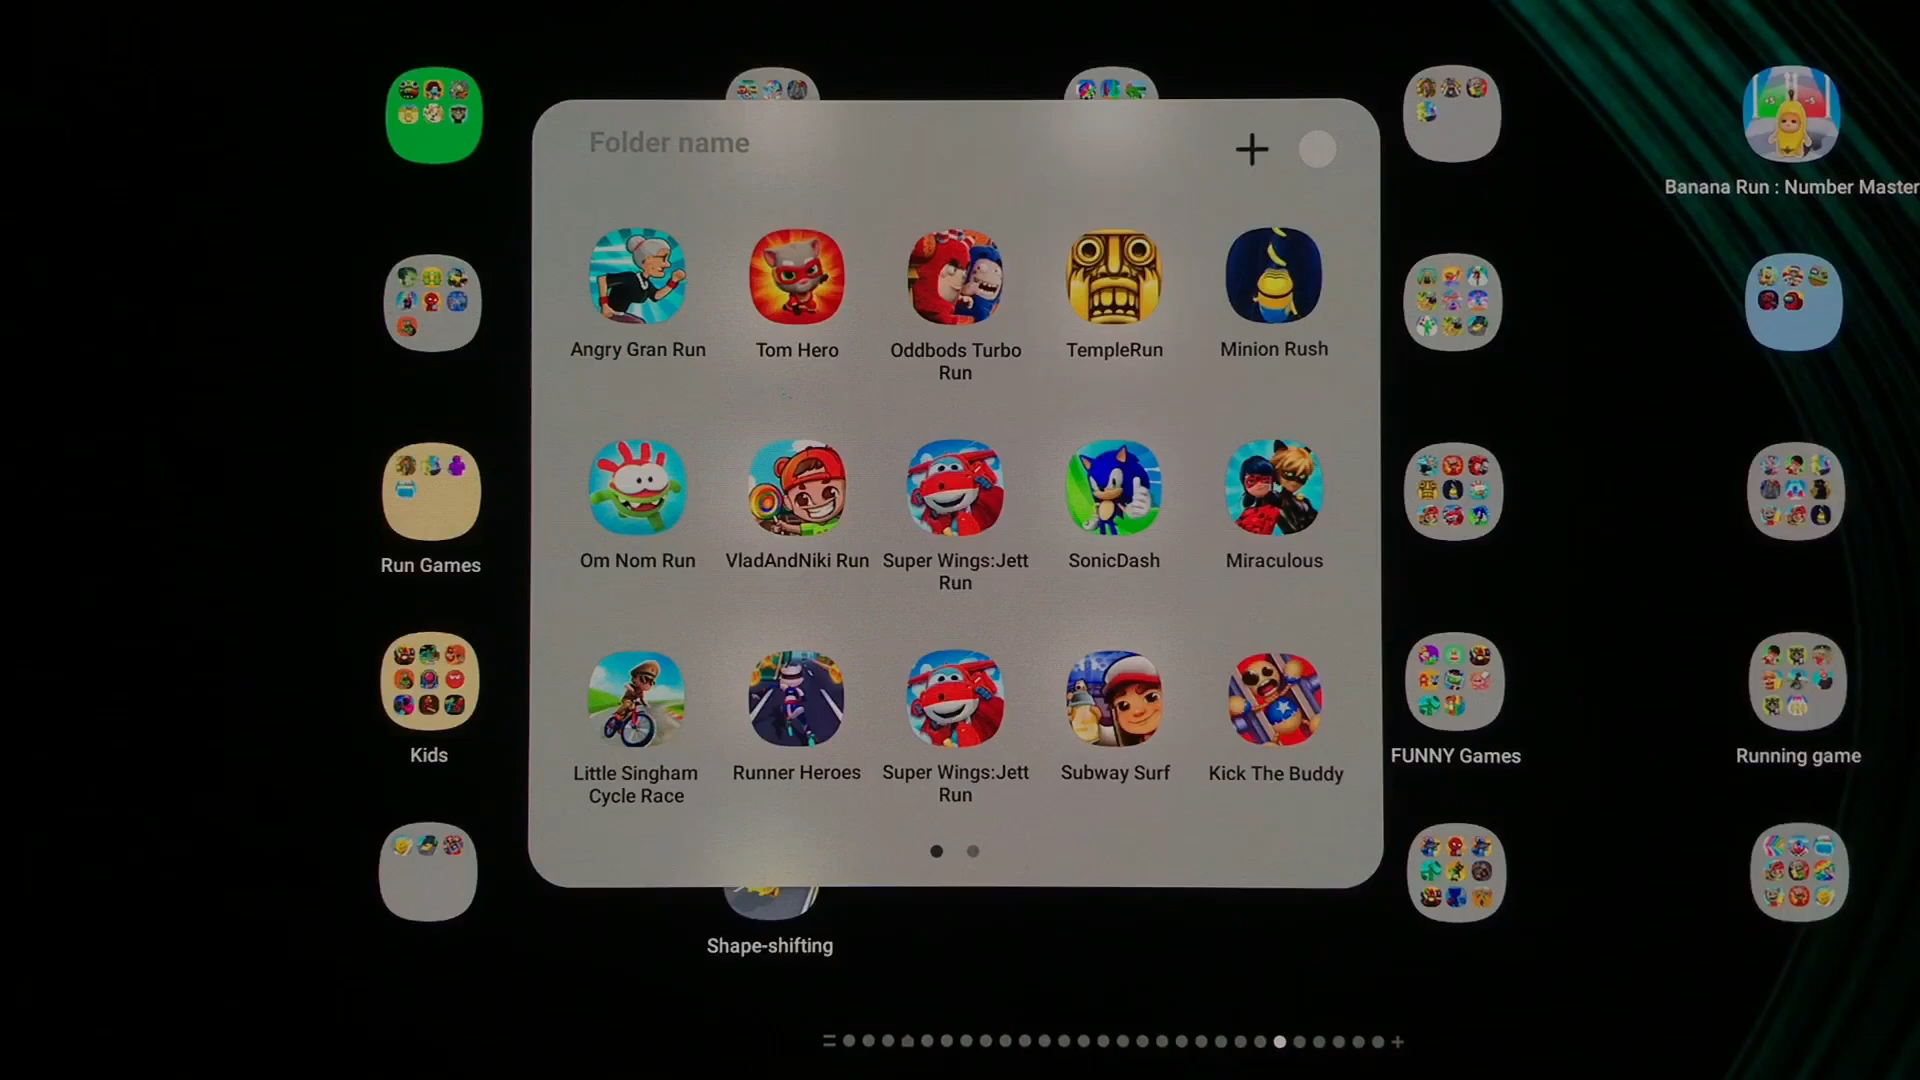 Folder name
Banana Run : Number Master
Angry Gran Run
Tom Hero
Oddbods Turbo
Run
TempleRun
Minion Rush
Om Nom Run
VladAndNiki Run
Super Wings:Jett
Run
SonicDash
Miraculous
Run Games
Little Singham
Cycle Race
Runner Heroes
Super Wings:Jett
Run
Subway Surf
Kick The Buddy
Kids
FUNNY Games
Running game
Shape-shifting